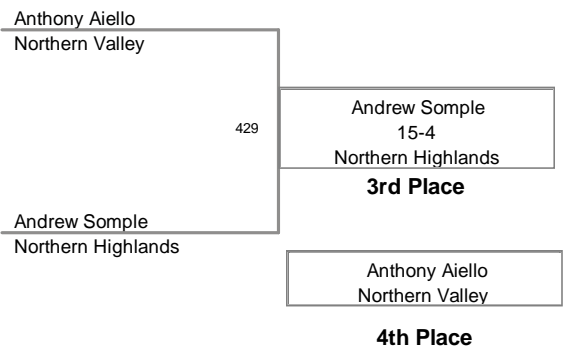 Anthony Aiello
Northern Valley
429
Andrew Somple
15-4
Northern Highlands
3rd Place
Andrew Somple
Northern Highlands
Anthony Aiello
Northern Valley
4th Place